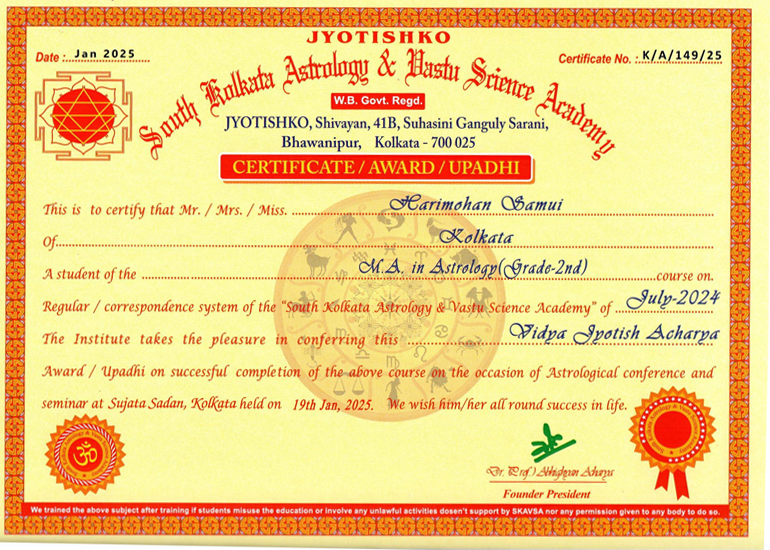 JYOTISHKO
Date : Jan 2025
Certificate No. : K/A/149/25
South Kolkata Astrology & Vastu Science Academy
W.B. Govt. Regd.
JYOTISHKO, Shivayan, 41B, Suhasini Ganguly Sarani,
Bhawanipur, Kolkata - 700 025
CERTIFICATE / AWARD / UPADHI
This is to certify that Mr. / Mrs. / Miss. Harimohan Samui
Of Kolkata
A student of the M.A. in Astrology(Grade-2nd) course on.
Regular / correspondence system of the "South Kolkata Astrology & Vastu Science Academy" of July-2024
The Institute takes the pleasure in conferring this Vidya Jyotish Acharya
Award / Upadhi on successful completion of the above course on the occasion of Astrological conference and
seminar at Sujata Sadan, Kolkata held on 19th Jan, 2025. We wish him/her all round success in life.
ॐ
Dr. (Prof.) Abhigyan Acharya
Founder President
We trained the above subject after training if students misuse the education or involve any unlawful activities dosen't support by SKAVSA nor any permission given to any body to do so.